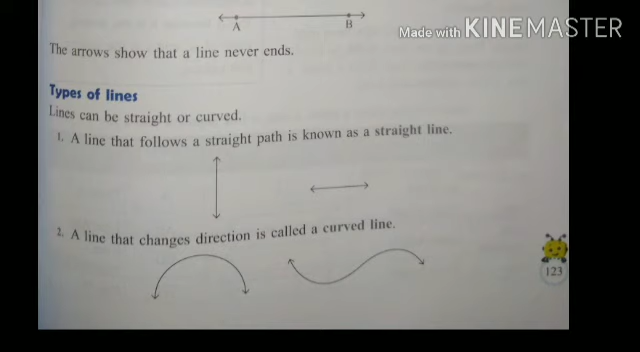 A B
Made with KINEMASTER
The arrows show that a line never ends.
Types of lines
Lines can be straight or curved.
1. A line that follows a straight path is known as a straight line.
2. A line that changes direction is called a curved line.
123